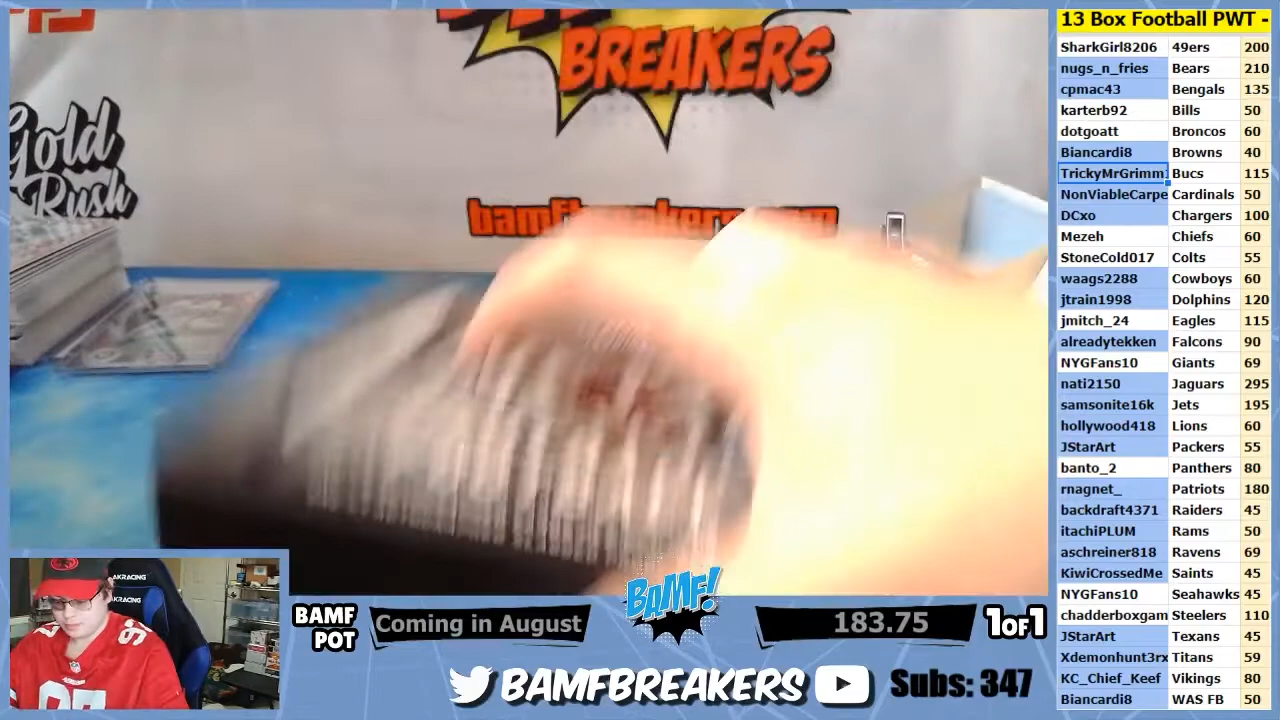 BREAKERS
Gold
Rush
bamfbreakers.com
13 Box Football PWT -
SharkGirl8206 49ers 200
nugs_n_fries Bears 210
cpmac43 Bengals 135
karterb92 Bills 50
dotgoatt Broncos 60
Biancardi8 Browns 40
TrickyMrGrimm Bucs 115
NonViableCarpe Cardinals 50
DCxo Chargers 100
Mezeh Chiefs 60
StoneCold017 Colts 55
waags2288 Cowboys 60
jtrain1998 Dolphins 120
jmitch_24 Eagles 115
alreadytekken Falcons 90
NYGFans10 Giants 69
nati2150 Jaguars 295
samsonite16k Jets 195
hollywood418 Lions 60
JStarArt Packers 55
banto_2 Panthers 80
rnagnet_ Patriots 180
backdraft4371 Raiders 45
itachiPLUM Rams 50
aschreiner818 Ravens 69
KiwiCrossedMe Saints 45
NYGFans10 Seahawks 45
chadderboxgam Steelers 110
JStarArt Texans 45
Xdemonhunt3rx Titans 59
KC_Chief_Keef Vikings 80
Biancardi8 WAS FB 50
AKRACING
BAMF POT
Coming in August
BAMF!
183.75
1OF1
BAMFBREAKERS
Subs: 347